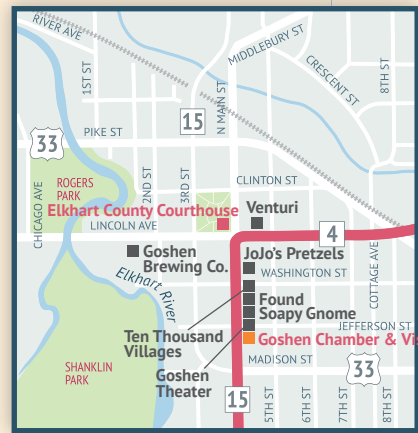 RIVER AVE
MIDDLEBURY ST
1ST ST
N MAIN ST
CRESCENT ST
8TH ST
15
33
PIKE ST
ROGERS
PARK
2ND ST
3RD ST
CLINTON ST
CHICAGO AVE
Elkhart County Courthouse
Venturi
LINCOLN AVE
4
Goshen
Brewing Co.
JoJo's Pretzels
WASHINGTON ST
COTTAGE AVE
Elkhart River
Found
Soapy Gnome
JEFFERSON ST
Ten Thousand
Villages
Goshen Chamber & Vi
MADISON ST
33
Goshen
Theater
SHANKLIN
PARK
15
5TH ST
6TH ST
7TH ST
8TH ST